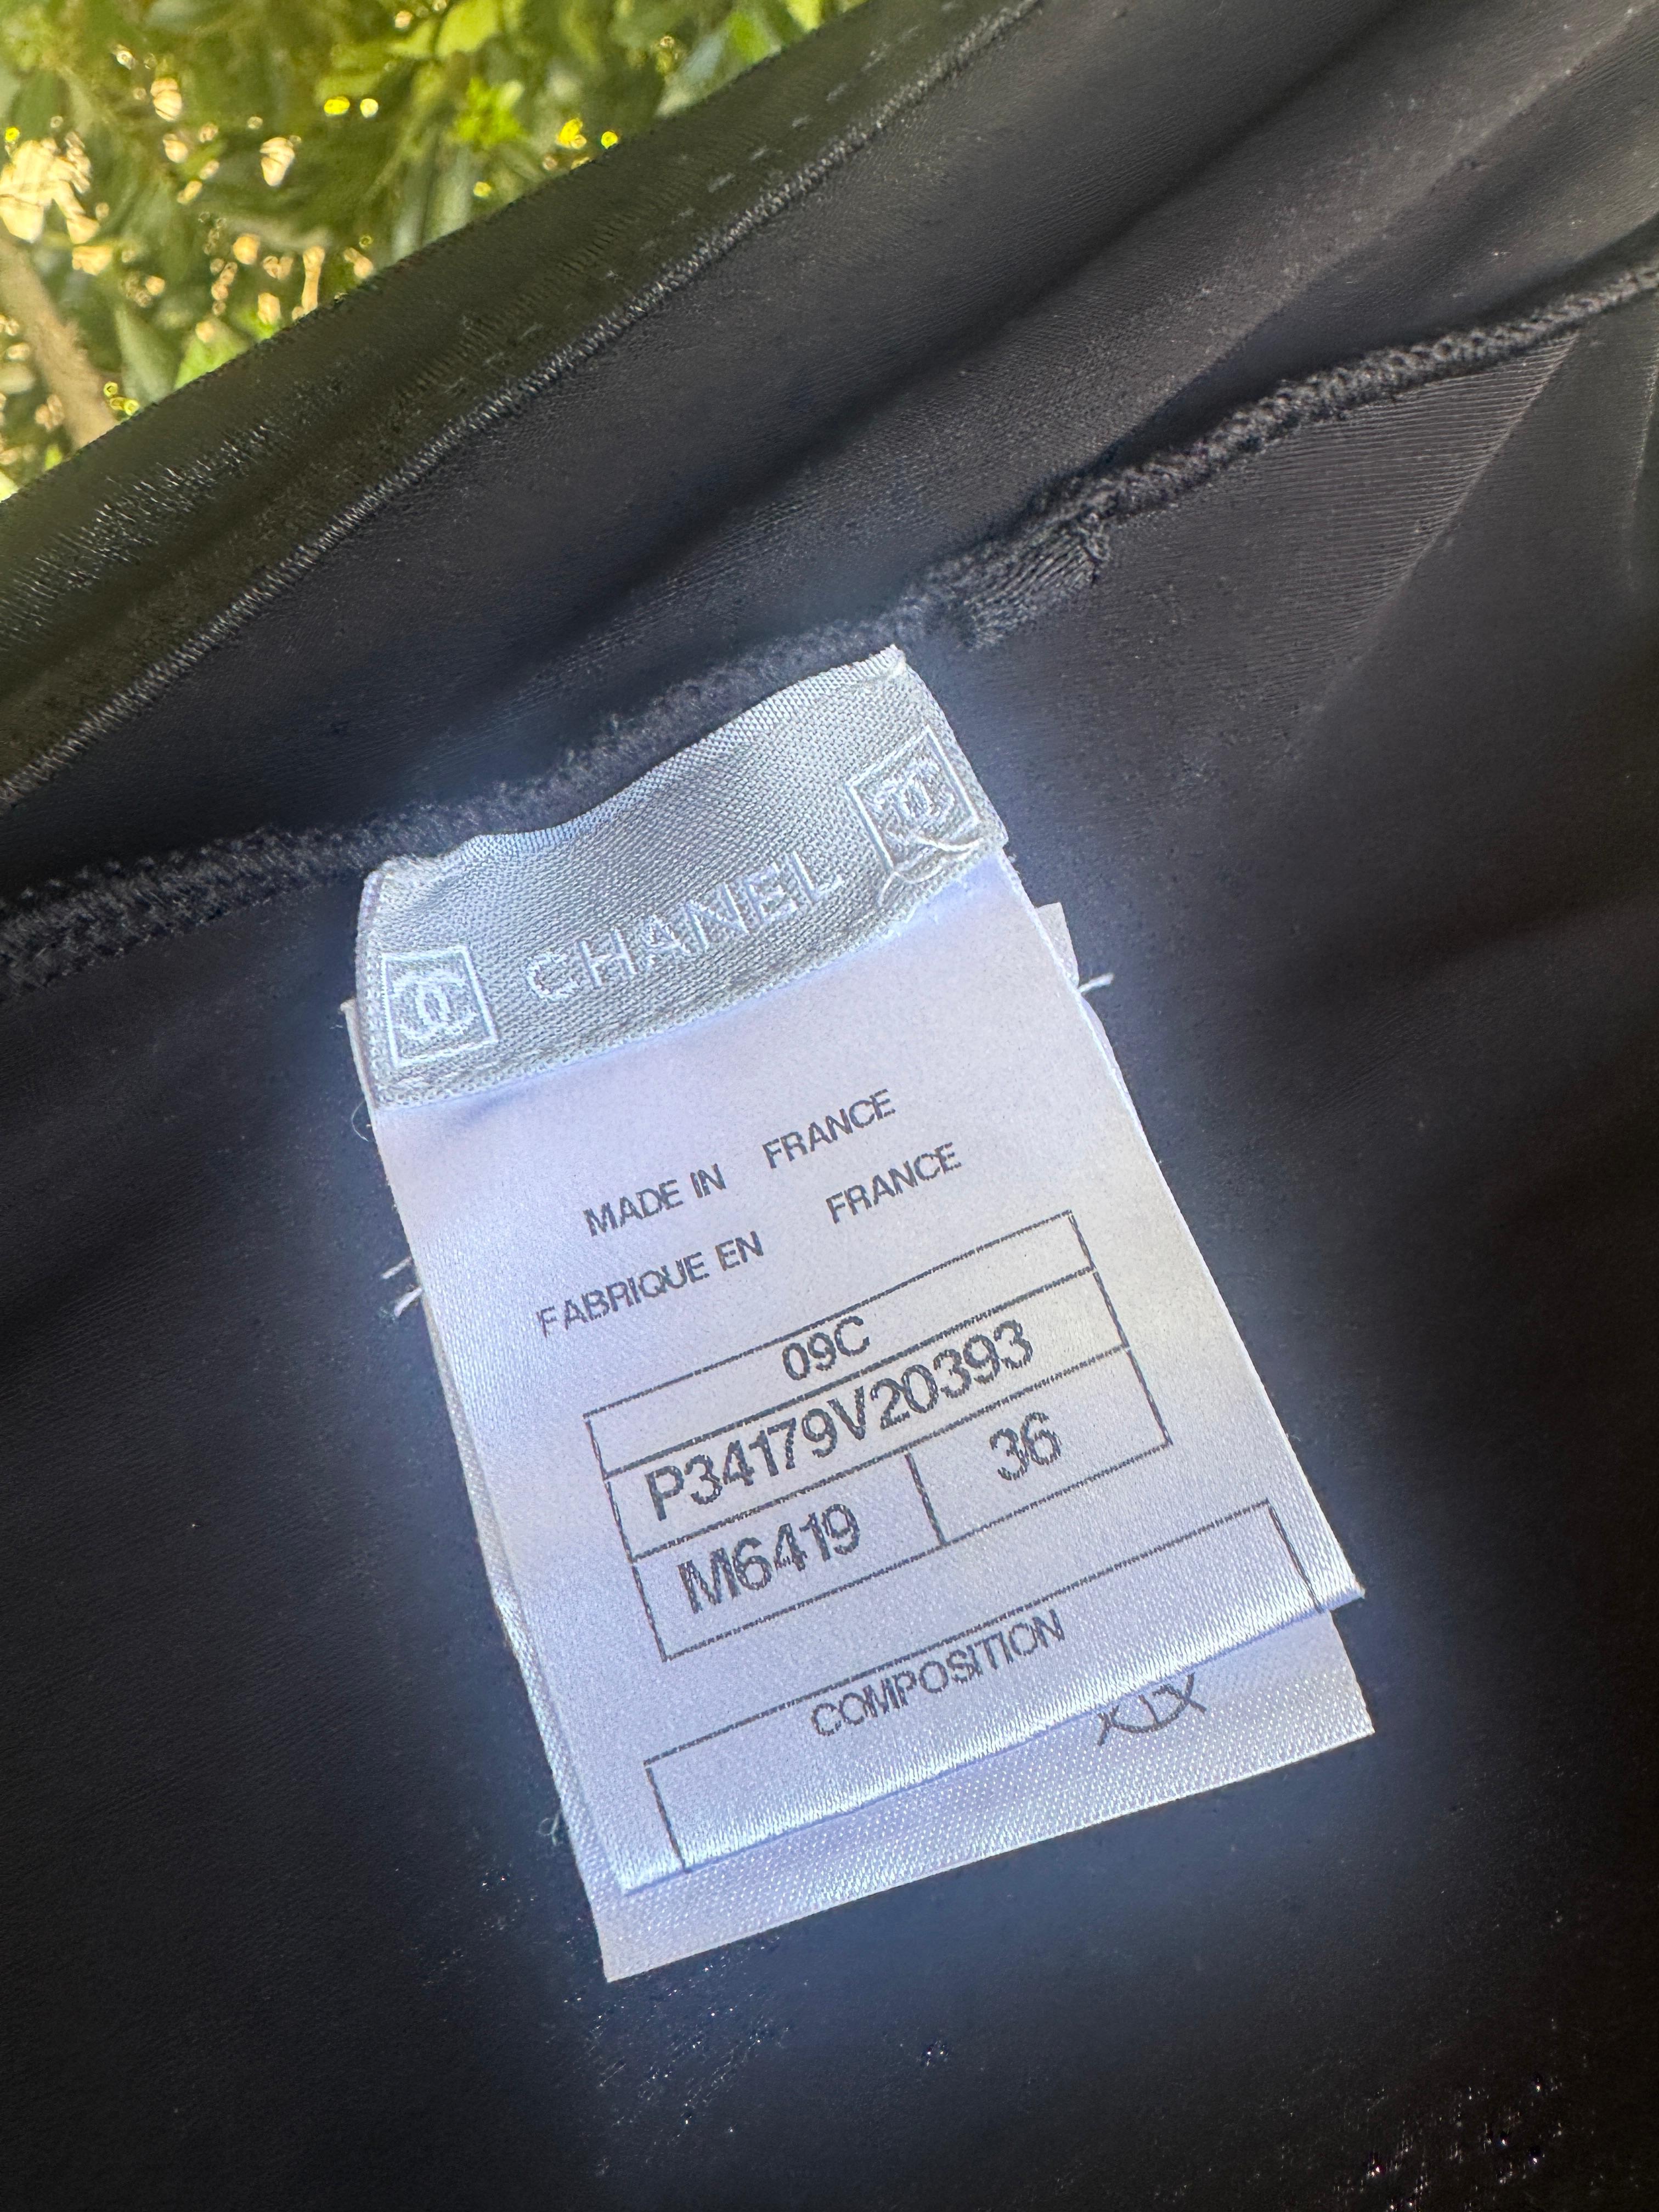 CHANEL
MADE IN FRANCE
FABRIQUE EN FRANCE
09C
P34179V20393
M6419 36
COMPOSITION